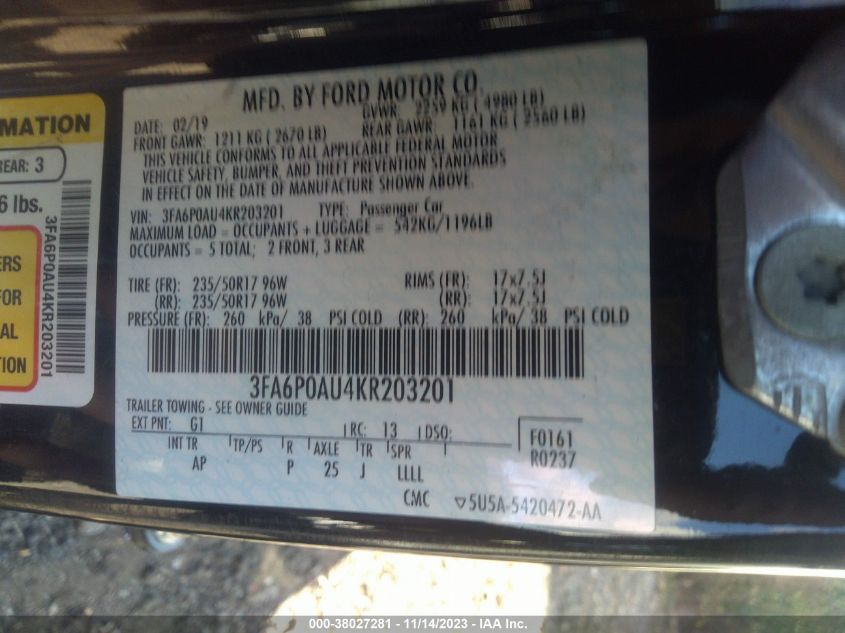 MFD. BY FORD MOTOR CO.
DATE: 02/19 GVWR: 2259 KG ( 4980 LB)
FRONT GAWR: 1211 KG ( 2670 LB) REAR GAWR: 1161 KG ( 2560 LB)
THIS VEHICLE CONFORMS TO ALL APPLICABLE FEDERAL MOTOR
VEHICLE SAFETY, BUMPER, AND THEFT PREVENTION STANDARDS
IN EFFECT ON THE DATE OF MANUFACTURE SHOWN ABOVE.
VIN: 3FA6P0AU4KR203201 TYPE: Passenger Car
MAXIMUM LOAD = OCCUPANTS + LUGGAGE = 542KG/1196LB
OCCUPANTS = 5 TOTAL; 2 FRONT, 3 REAR
TIRE (FR): 235/50R17 96W RIMS (FR): 17x7.5J
(RR): 235/50R17 96W (RR): 17x7.5J
PRESSURE (FR): 260 kPa/ 38 PSI COLD (RR): 260 kPa/ 38 PSI COLD
3FA6P0AU4KR203201
TRAILER TOWING - SEE OWNER GUIDE
EXT PNT: G1 RC: 13 DSO: F0161
INT TR TP/PS R AXLE TR SPR R0237
AP P 25 J LLLL
CMC ▽5U5A-5420472-AA
MATION
REAR: 3
6 lbs.
ERS
FOR
AL
TION
3FA6P0AU4KR203201
000-38027281 - 11/14/2023 - IAA Inc.